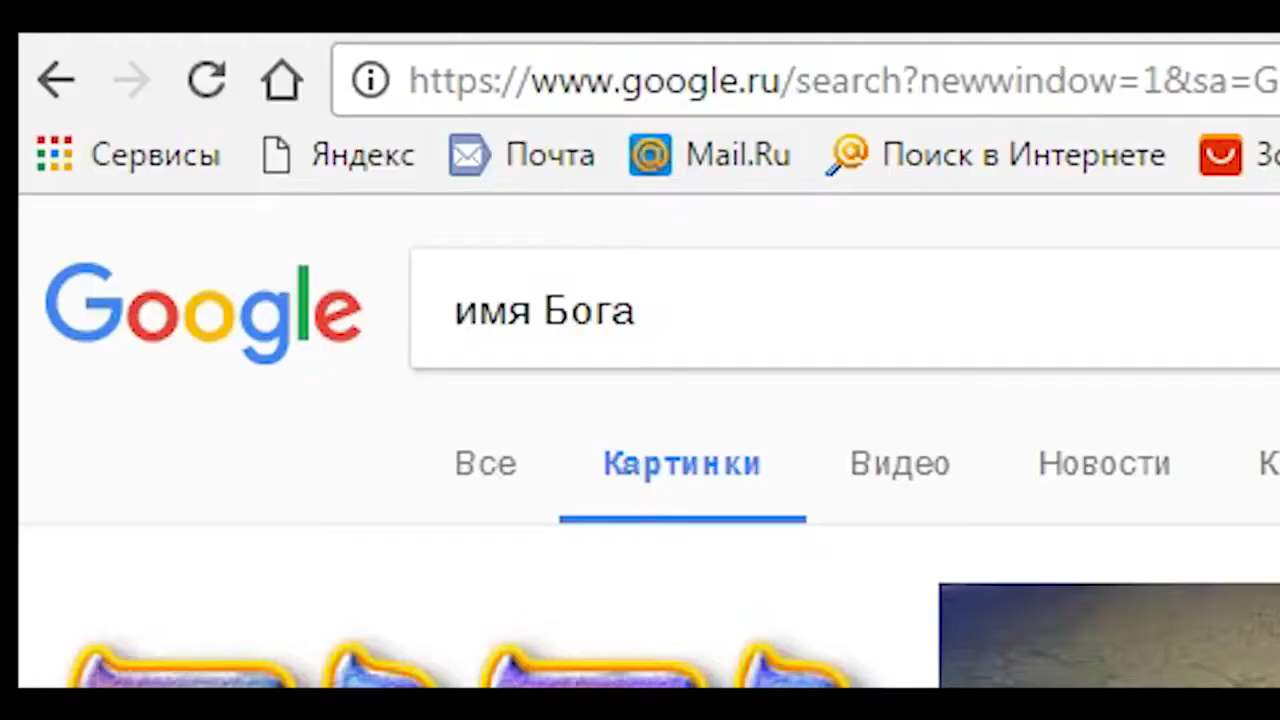 https://www.google.ru/search?newwindow=1&sa=G
Сервисы Яндекс Почта Mail.Ru Поиск в Интернете
Google имя Бога
Все Картинки Видео Новости